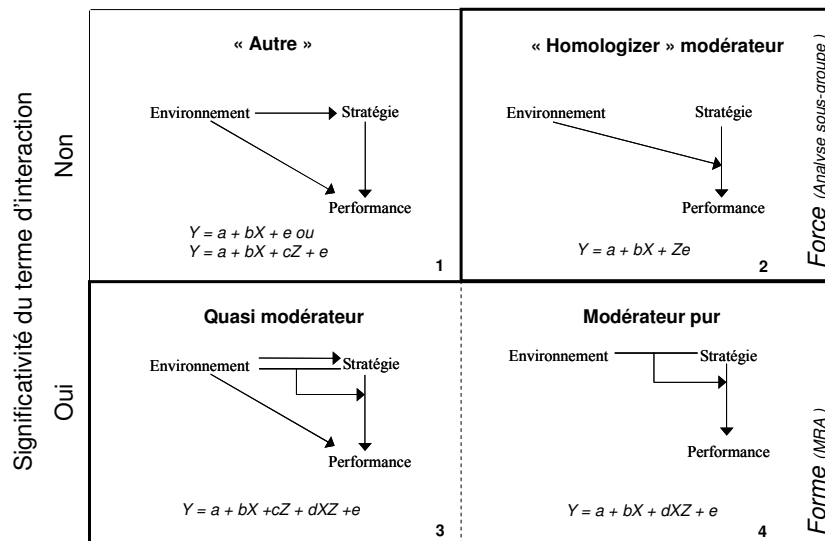 « Autre »
« Homologizer » modérateur
Environnement
Stratégie
Performance
Y = a + bX + e ou
Y = a + bX + cZ + e
1
Environnement
Stratégie
Performance
Y = a + bX + Ze
2
Quasi modérateur
Modérateur pur
Environnement
Stratégie
Performance
Y = a + bX +cZ + dXZ +e
3
Environnement
Stratégie
Performance
Y = a + bX + dXZ + e
4
Significativité du terme d'interaction
Non
Oui
Force (Analyse sous-groupe )
Forme (MRA )